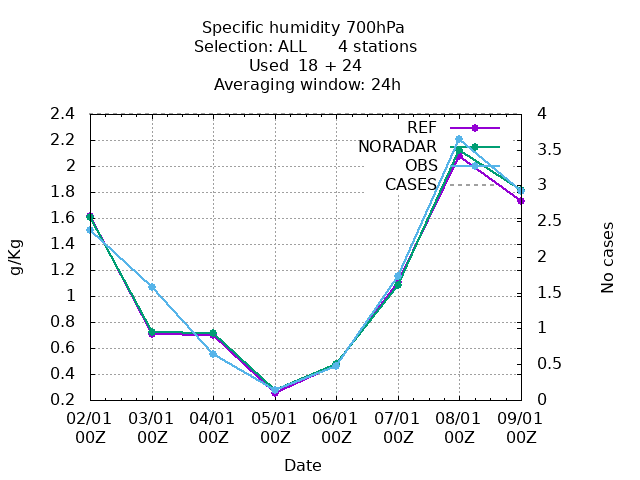 Specific humidity 700hPa
Selection: ALL      4 stations
Used  18 + 24
Averaging window: 24h
2.4
2.2
2
1.8
1.6
1.4
1.2
1
0.8
0.6
0.4
0.2
g/Kg
REF
NORADAR
OBS
CASES
4
3.5
3
2.5
2
1.5
1
0.5
0
No cases
02/01 03/01 04/01 05/01 06/01 07/01 08/01 09/01
00Z 00Z 00Z 00Z 00Z 00Z 00Z 00Z
Date